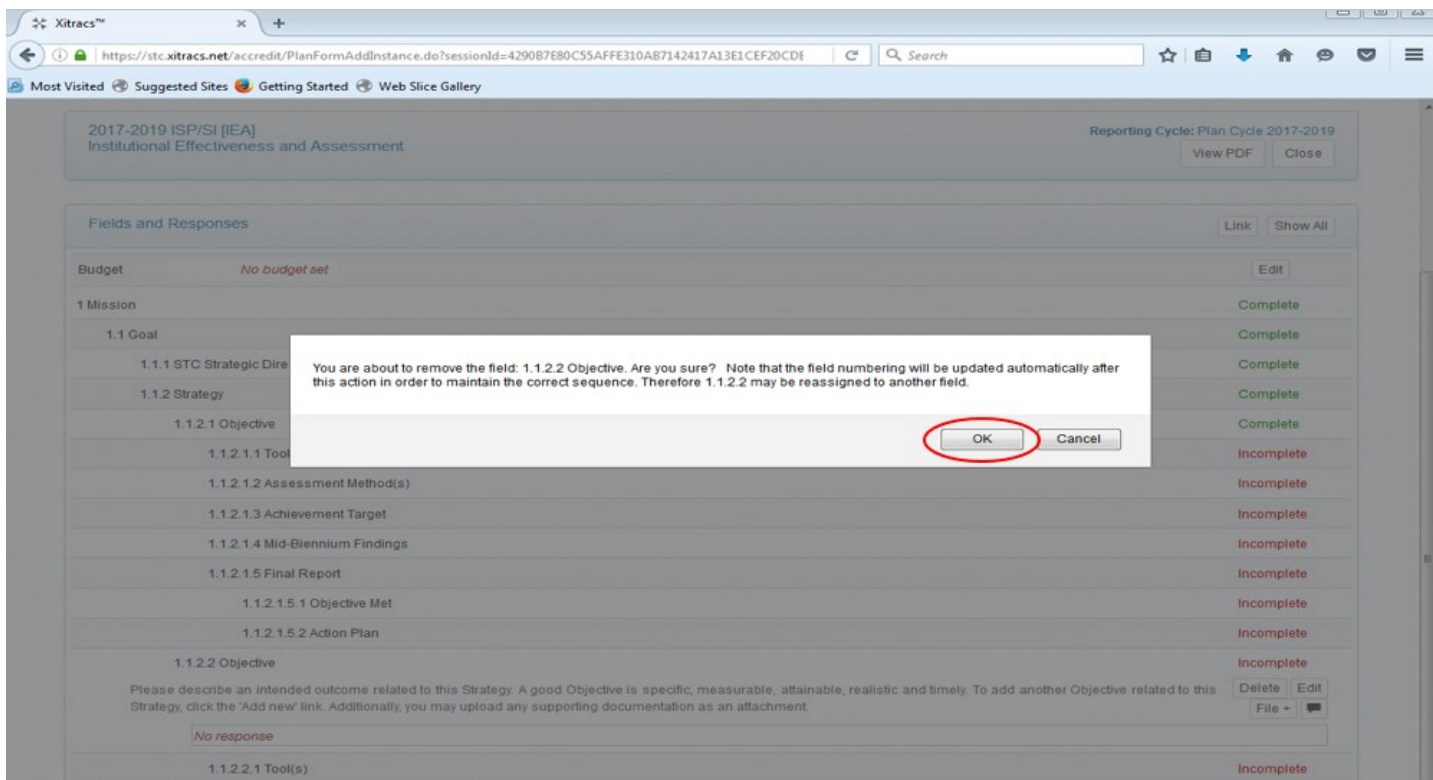 Xitracs™
https://stc.xitracs.net/accredit/PlanFormAddInstance.do?sessionId=4290B7E80C55AFFE310AB7142417A13E1CEF20CDE
Search
Most Visited Suggested Sites Getting Started Web Slice Gallery
2017-2019 ISP/SI [IEA]
Institutional Effectiveness and Assessment
Reporting Cycle: Plan Cycle 2017-2019
View PDF Close
Fields and Responses
Link Show All
Budget No budget set Edit
1 Mission Complete
1.1 Goal Complete
1.1.1 STC Strategic Dire Complete
You are about to remove the field: 1.1.2.2 Objective. Are you sure? Note that the field numbering will be updated automatically after
this action in order to maintain the correct sequence. Therefore 1.1.2.2 may be reassigned to another field.
OK Cancel
1.1.2 Strategy Complete
1.1.2.1 Objective Complete
1.1.2.1.1 Tool Incomplete
1.1.2.1.2 Assessment Method(s) Incomplete
1.1.2.1.3 Achievement Target Incomplete
1.1.2.1.4 Mid-Biennium Findings Incomplete
1.1.2.1.5 Final Report Incomplete
1.1.2.1.5.1 Objective Met Incomplete
1.1.2.1.5.2 Action Plan Incomplete
1.1.2.2 Objective Incomplete
Please describe an intended outcome related to this Strategy. A good Objective is specific, measurable, attainable, realistic and timely. To add another Objective related to this
Strategy, click the 'Add new' link. Additionally, you may upload any supporting documentation as an attachment.
Delete Edit
File
No response
1.1.2.2.1 Tool(s) Incomplete